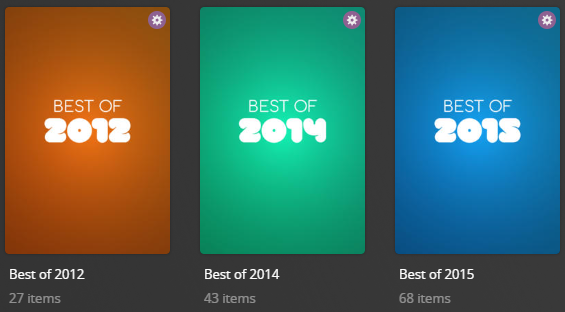 BEST OF
2012
Best of 2012
27 items
BEST OF
2014
Best of 2014
43 items
BEST OF
2015
Best of 2015
68 items